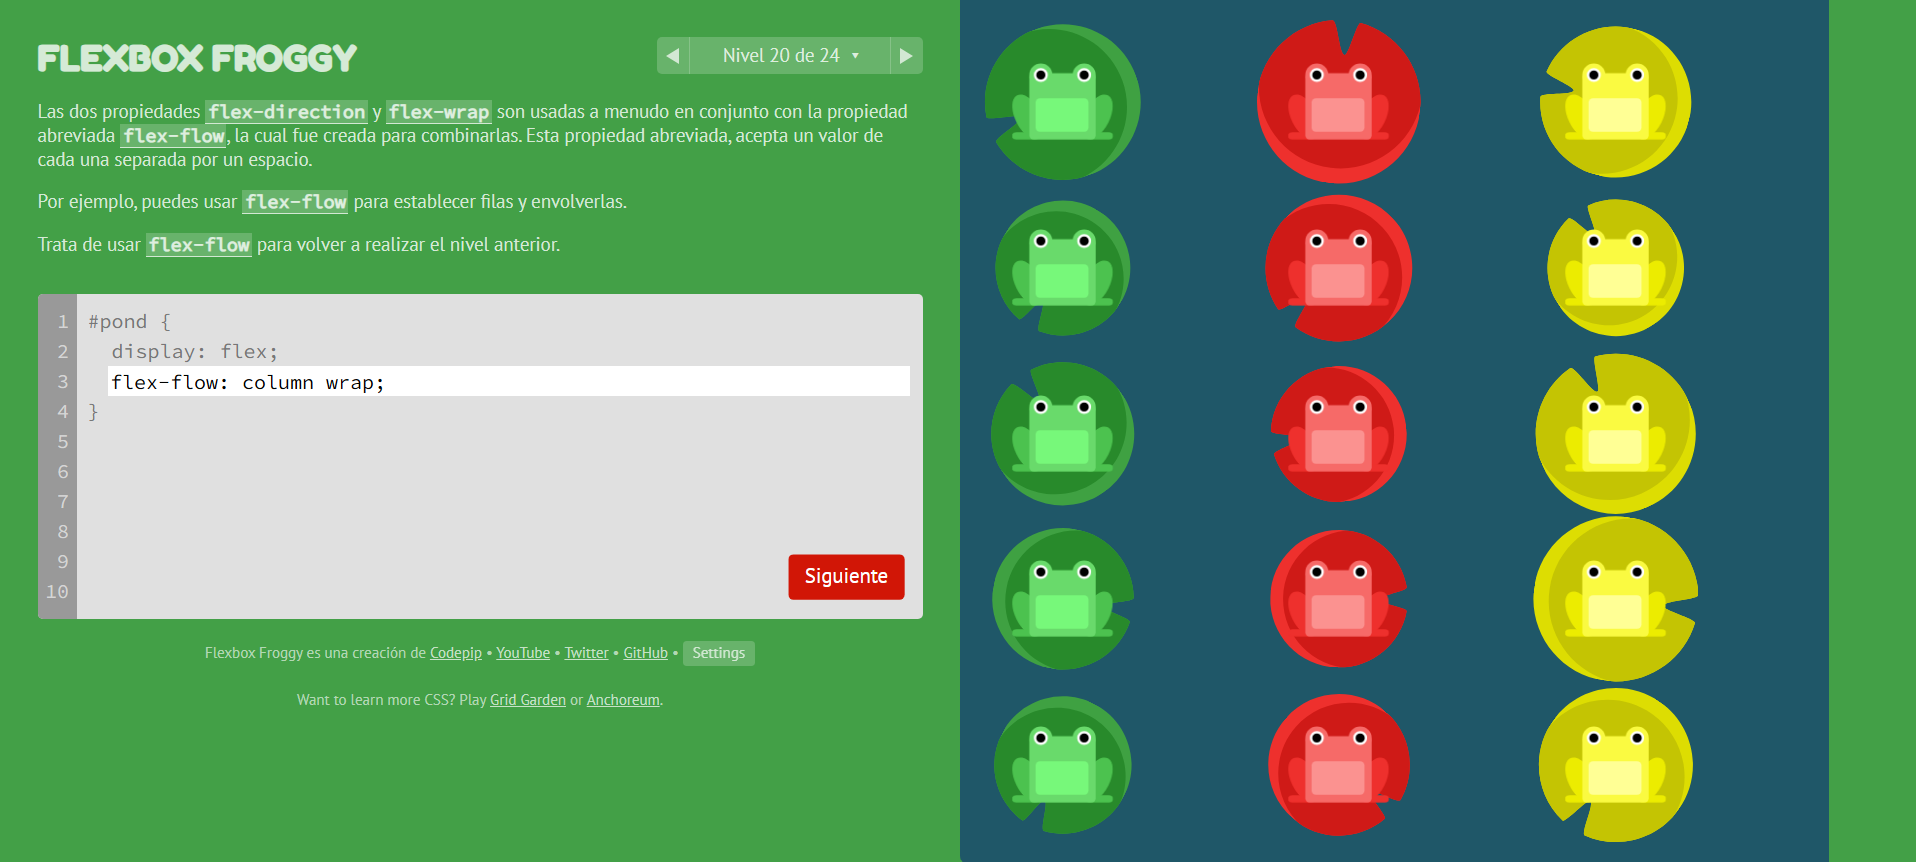 FLEXBOX FROGGY
Nivel 20 de 24
Las dos propiedades flex-direction y flex-wrap son usadas a menudo en conjunto con la propiedad
abreviada flex-flow, la cual fue creada para combinarlas. Esta propiedad abreviada, acepta un valor de
cada una separada por un espacio.
Por ejemplo, puedes usar flex-flow para establecer filas y envolverlas.
Trata de usar flex-flow para volver a realizar el nivel anterior.
1 #pond {
2 display: flex;
3 flex-flow: column wrap;
4 }
5
6
7
8
9
10
Siguiente
Flexbox Froggy es una creación de Codepip • YouTube • Twitter • GitHub • Settings
Want to learn more CSS? Play Grid Garden or Anchoreum.